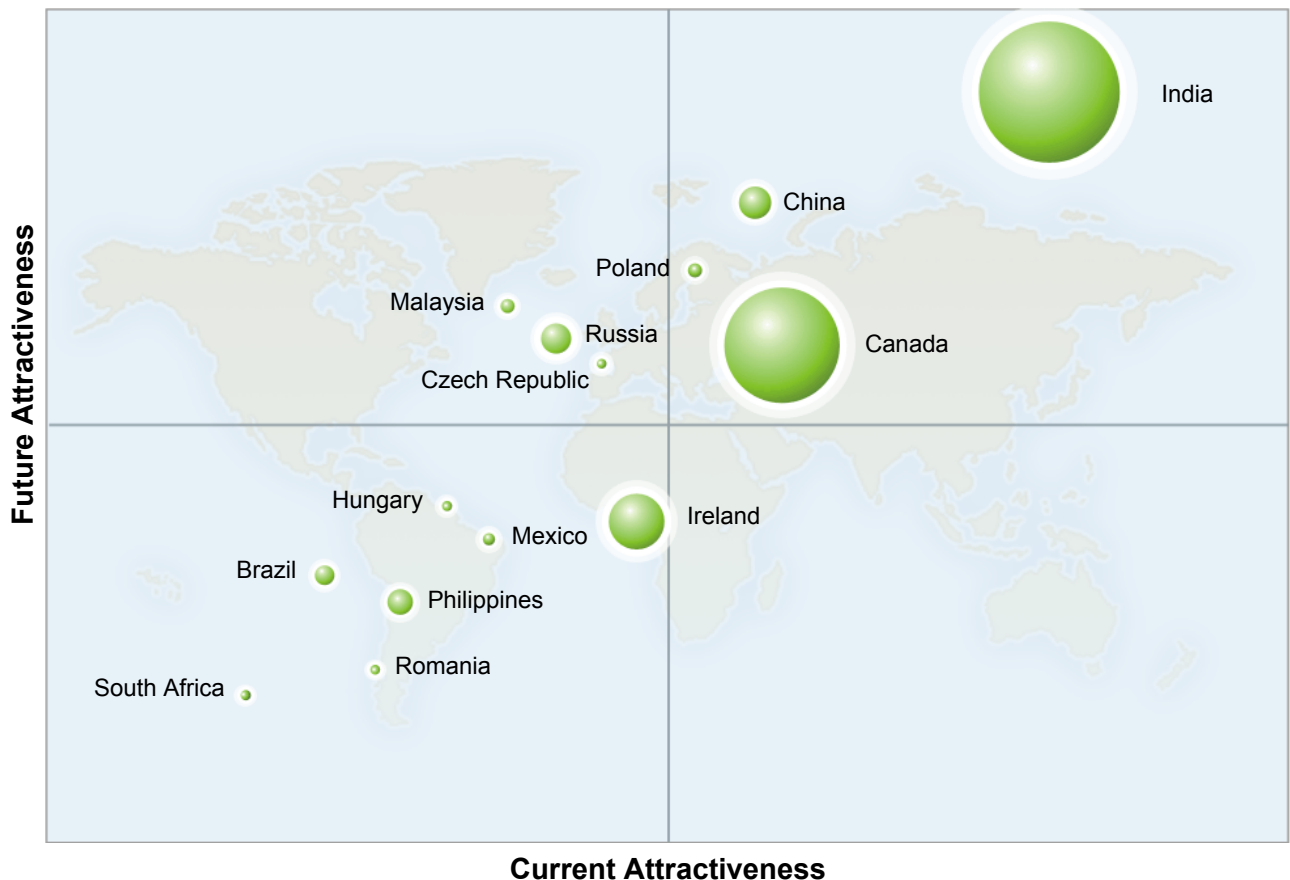 India
China
Poland
Malaysia
Russia
Canada
Czech Republic
Future Attractiveness
Hungary
Ireland
Mexico
Brazil
Philippines
Romania
South Africa
Current Attractiveness